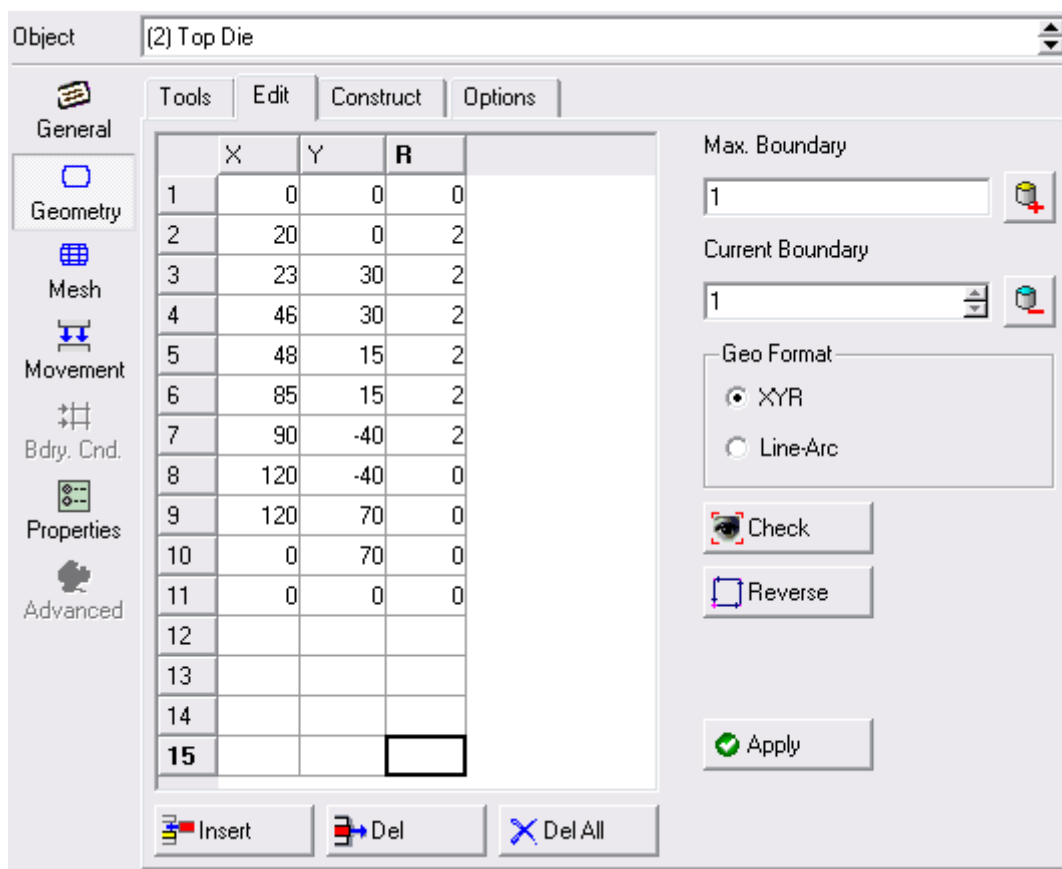 Object (2) Top Die
General
Geometry
Mesh
Movement
Bdry. Cnd.
Properties
Advanced
Tools Edit Construct Options
X Y R
1 0 0 0
2 20 0 2
3 23 30 2
4 46 30 2
5 48 15 2
6 85 15 2
7 90 -40 2
8 120 -40 0
9 120 70 0
10 0 70 0
11 0 0 0
12
13
14
15
Insert Del Del All
Max. Boundary
1
Current Boundary
1
Geo Format
XYR
Line-Arc
Check
Reverse
Apply